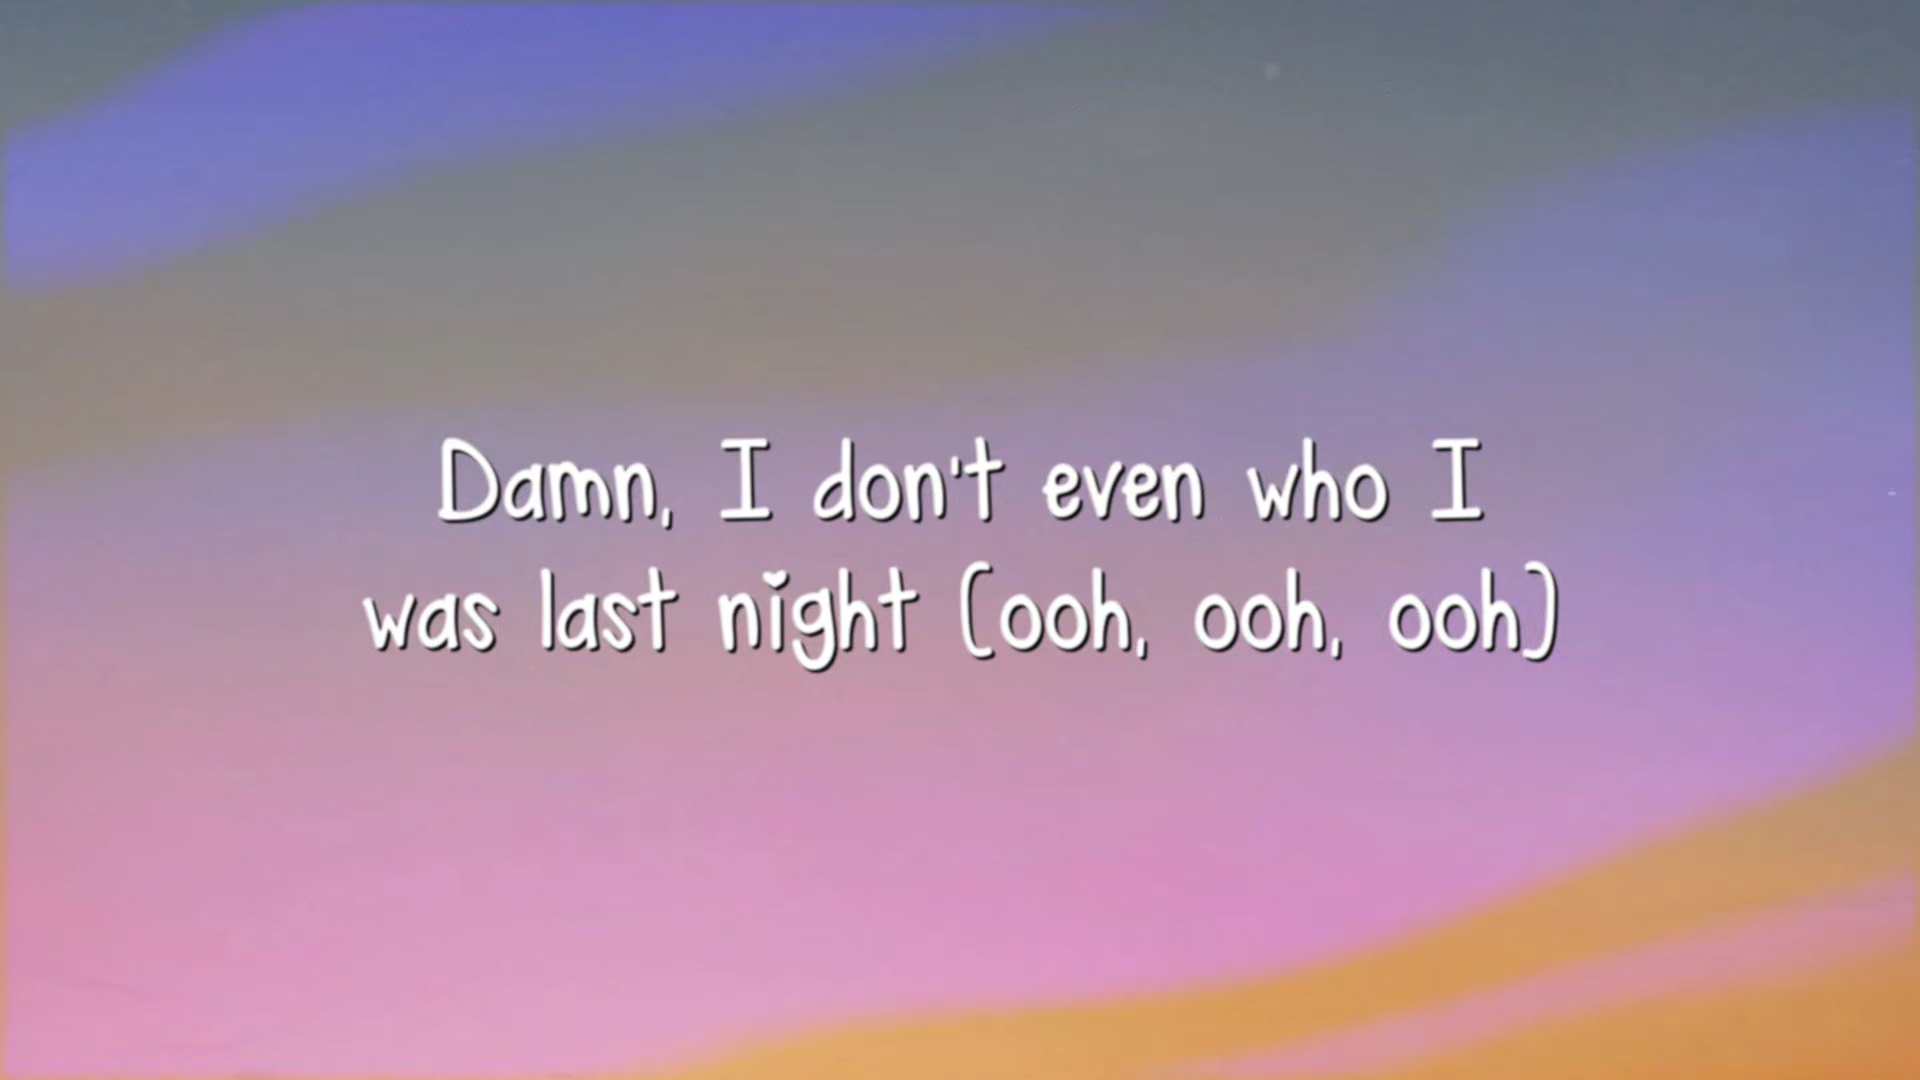 Damn, I don't even who I
was last night (ooh, ooh, ooh)